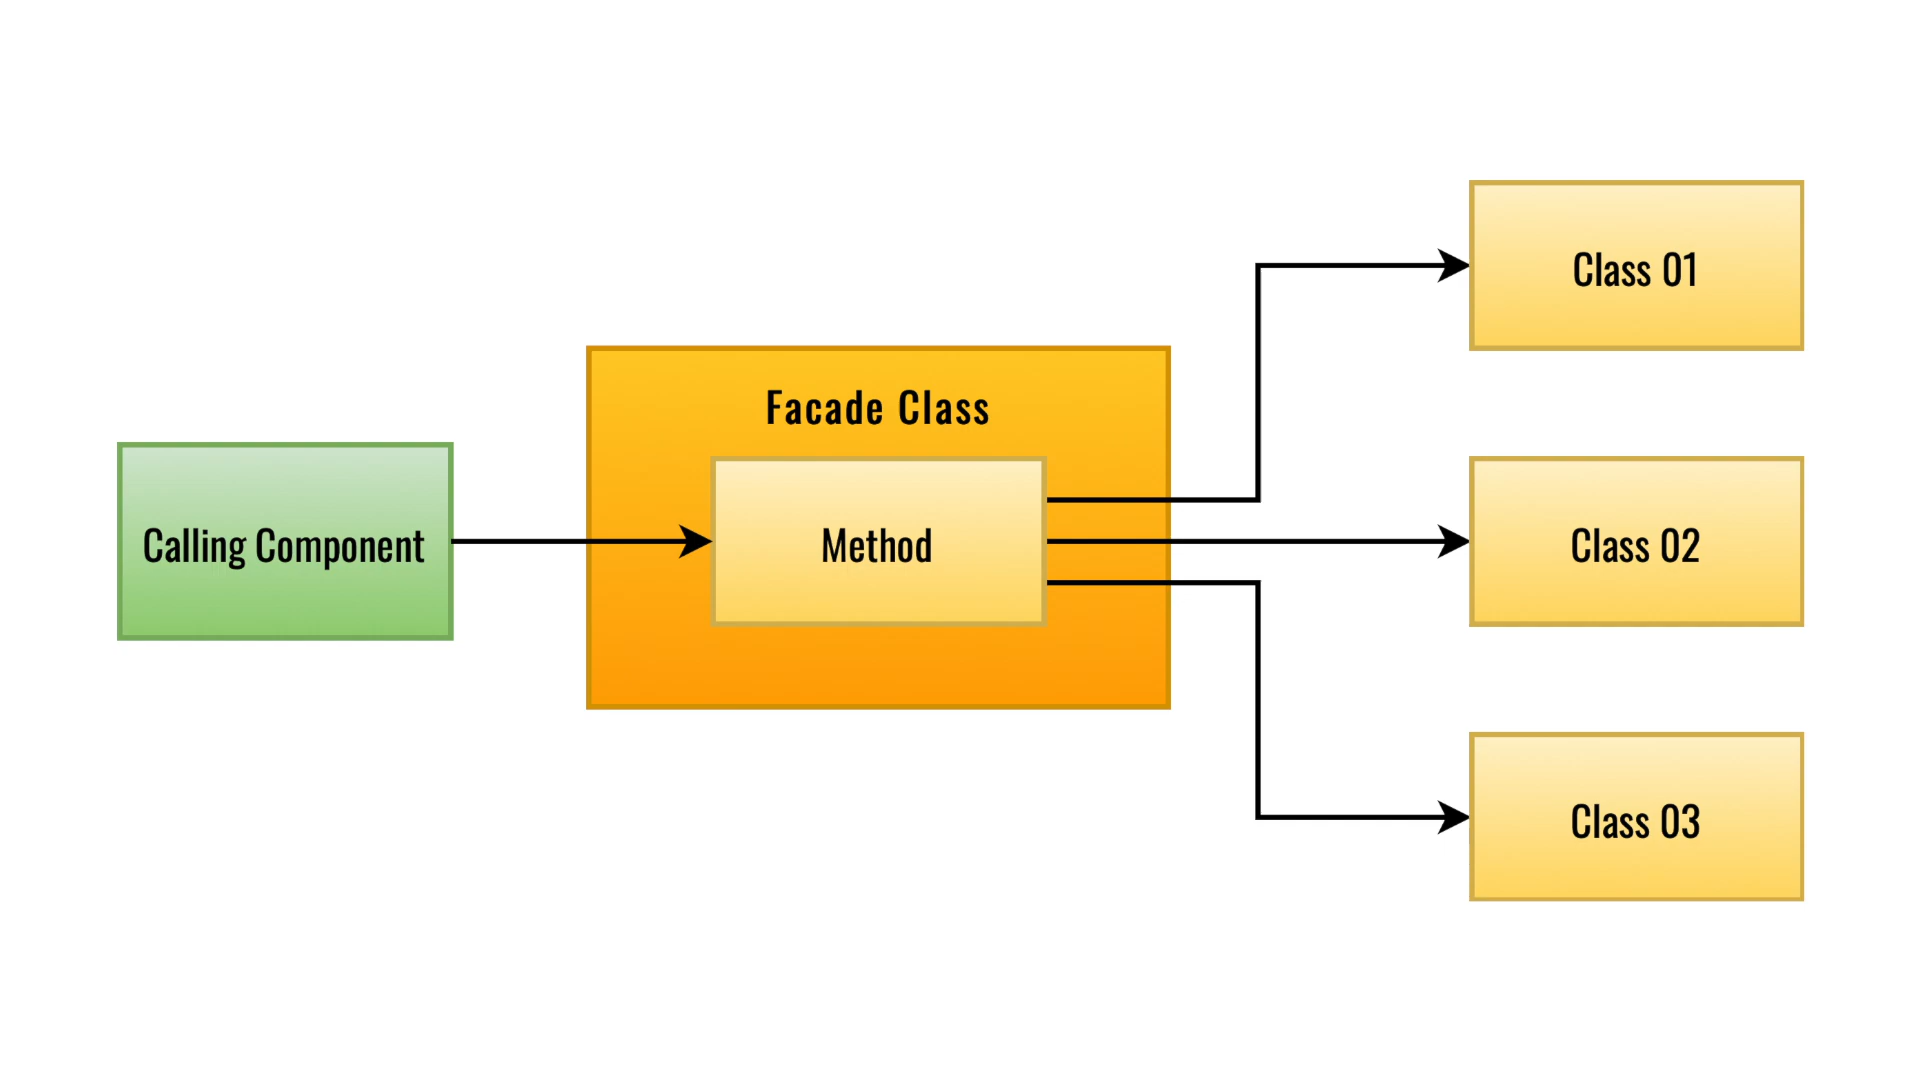 Calling Component
Facade Class
Method
Class 01
Class 02
Class 03